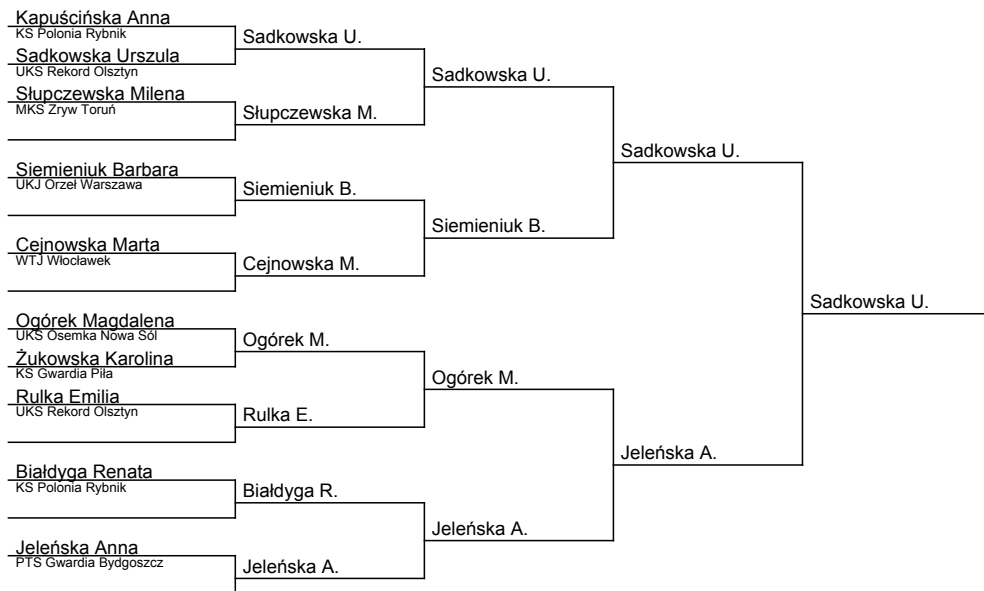 Kapuścińska Anna
KS Polonia Rybnik
Sadkowska U.
Sadkowska Urszula
UKS Rekord Olsztyn
Sadkowska U.
Słupczewska Milena
MKS Zryw Toruń
Słupczewska M.
Sadkowska U.
Siemieniuk Barbara
UKJ Orzeł Warszawa
Siemieniuk B.
Siemieniuk B.
Cejnowska Marta
WTJ Włocławek
Cejnowska M.
Sadkowska U.
Ogórek Magdalena
UKS Osemka Nowa Sól
Ogórek M.
Żukowska Karolina
KS Gwardia Piła
Ogórek M.
Rulka Emilia
UKS Rekord Olsztyn
Rulka E.
Jeleńska A.
Białdyga Renata
KS Polonia Rybnik
Białdyga R.
Jeleńska A.
Jeleńska Anna
PTS Gwardia Bydgoszcz
Jeleńska A.